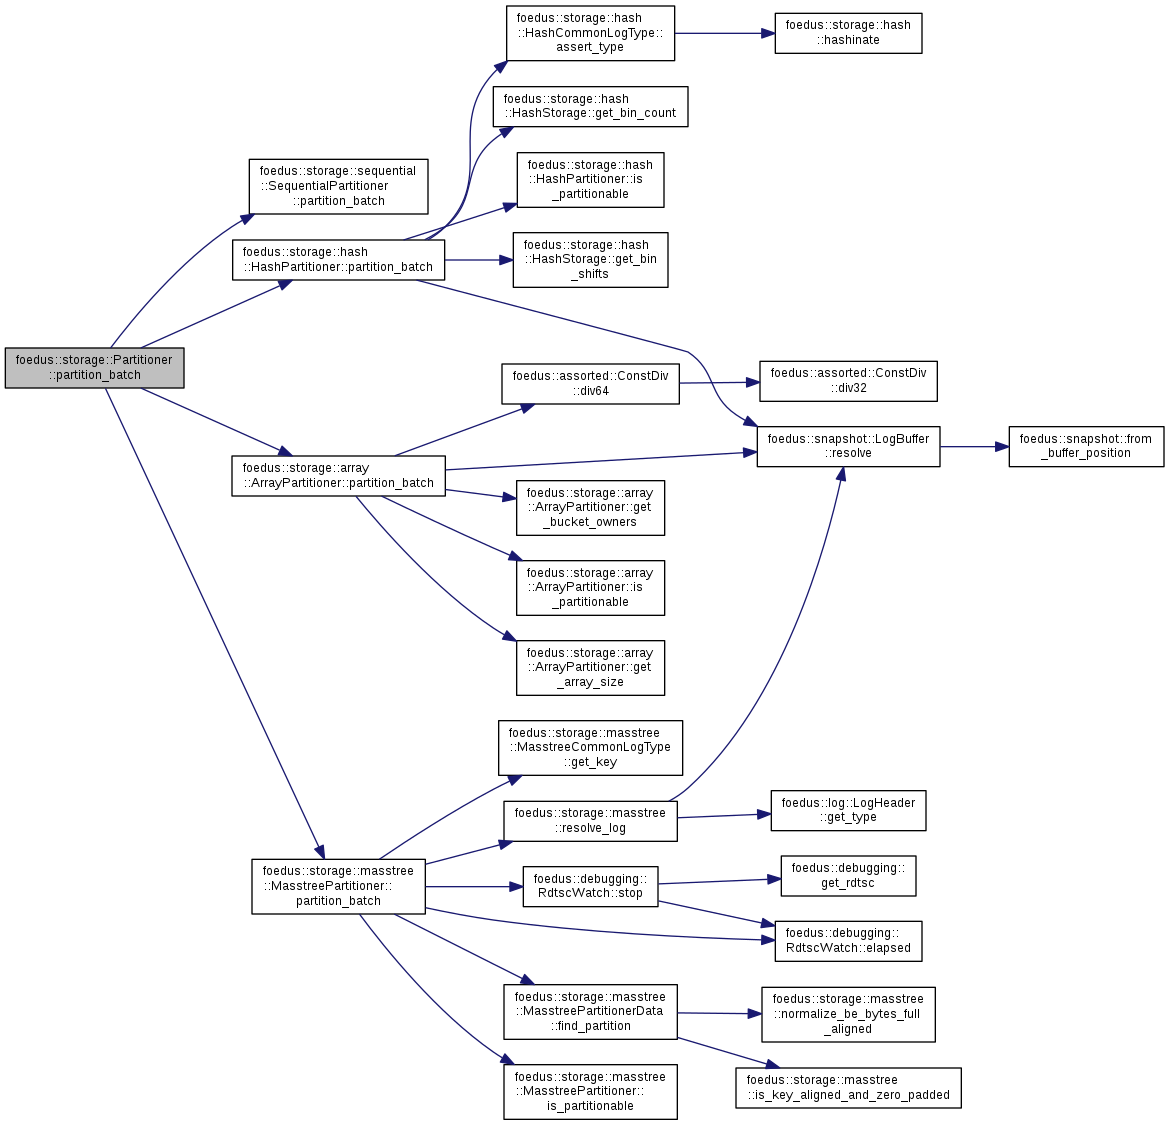 foedus::storage::Partitioner
::partition_batch
foedus::storage::sequential
::SequentialPartitioner
::partition_batch
foedus::storage::hash
::HashPartitioner::partition_batch
foedus::storage::array
::ArrayPartitioner::partition_batch
foedus::storage::masstree
::MasstreePartitioner::
partition_batch
foedus::storage::hash
::HashCommonLogType::
assert_type
foedus::storage::hash
::HashStorage::get_bin_count
foedus::storage::hash
::HashPartitioner::is
_partitionable
foedus::storage::hash
::HashStorage::get_bin
_shifts
foedus::assorted::ConstDiv
::div64
foedus::storage::array
::ArrayPartitioner::get
_bucket_owners
foedus::storage::array
::ArrayPartitioner::is
_partitionable
foedus::storage::array
::ArrayPartitioner::get
_array_size
foedus::storage::masstree
::MasstreeCommonLogType
::get_key
foedus::storage::masstree
::resolve_log
foedus::debugging::
RdtscWatch::stop
foedus::storage::masstree
::MasstreePartitionerData
::find_partition
foedus::storage::masstree
::MasstreePartitioner::
is_partitionable
foedus::storage::hash
::hashinate
foedus::assorted::ConstDiv
::div32
foedus::snapshot::LogBuffer
::resolve
foedus::log::LogHeader
::get_type
foedus::debugging::
get_rdtsc
foedus::debugging::
RdtscWatch::elapsed
foedus::storage::masstree
::normalize_be_bytes_full
_aligned
foedus::storage::masstree
::is_key_aligned_and_zero_padded
foedus::snapshot::from
_buffer_position